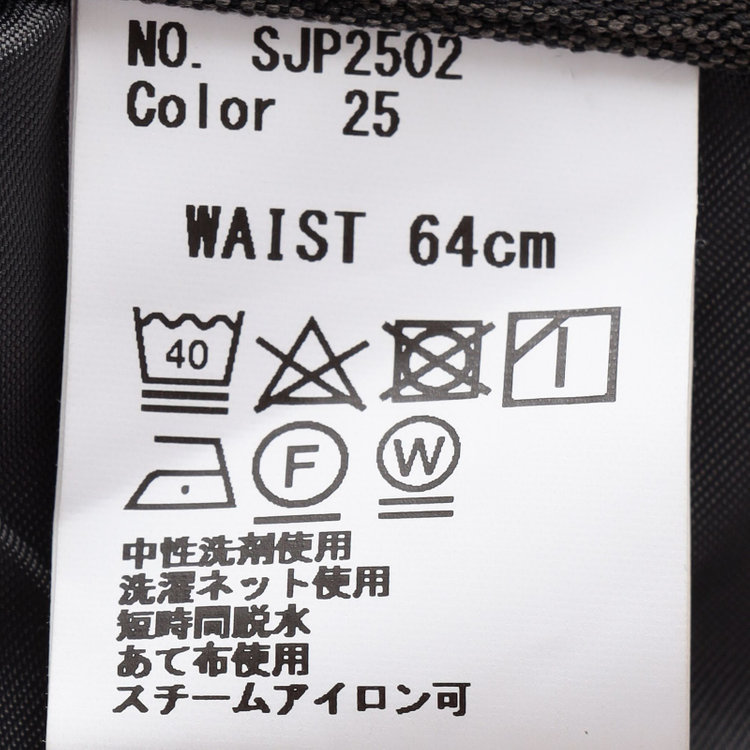 NO. SJP2502
Color 25
WAIST 64cm
40
F W
中性洗剤使用
洗濯ネット使用
短時間脱水
あて布使用
スチームアイロン可